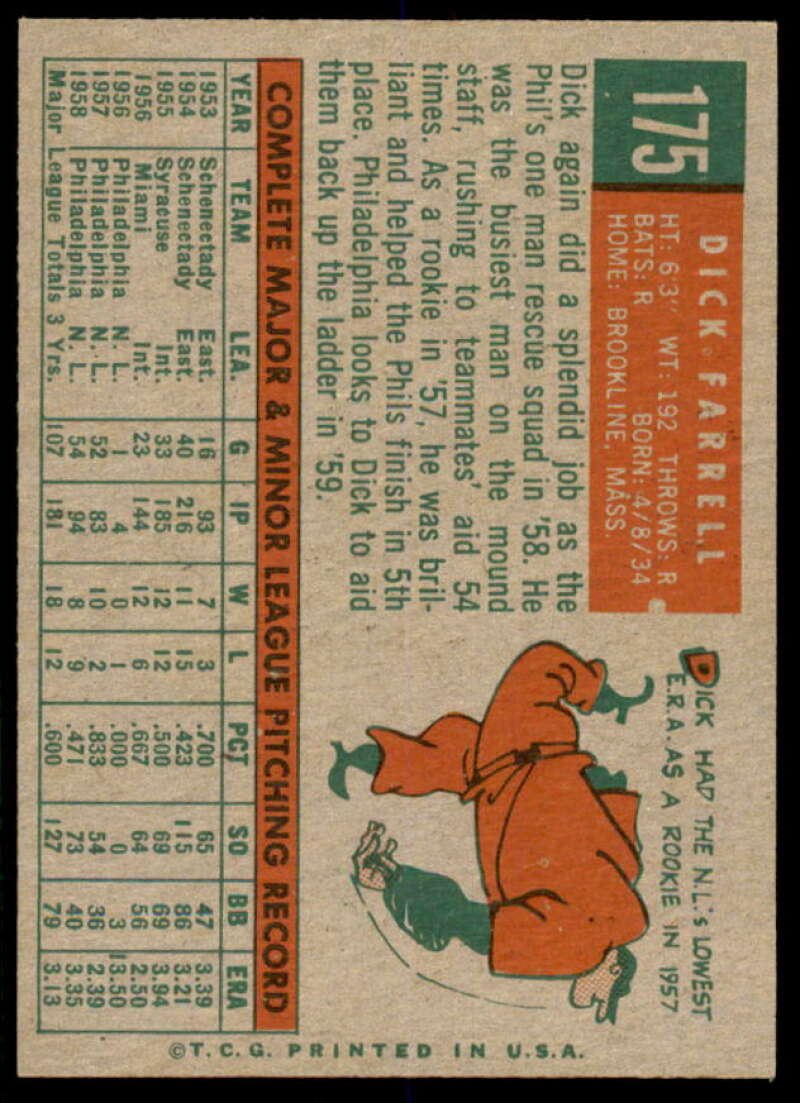 175
DICK FARRELL
HT: 6'3" WT: 192 THROWS: R
BATS: R BORN: 4/8/34
HOME: BROOKLINE, MASS.
Dick again did a splendid job as the
Phil's one man rescue squad in '58. He
was the busiest man on the mound
staff, rushing to teammates' aid 54
times. As a rookie in '57, he was bril-
liant and helped the Phils finish in 5th
place. Philadelphia looks to Dick to aid
them back up the ladder in '59.
DICK HAD THE N.L.'s LOWEST
E.R.A. AS A ROOKIE IN 1957
COMPLETE MAJOR & MINOR LEAGUE PITCHING RECORD
YEAR TEAM LEA. G IP W L PCT SO BB ERA
1953 Schenectady East. 16 93 7 3 .700 65 47 3.39
1954 Schenectady East. 40 216 11 15 .423 115 86 3.21
1955 Syracuse Int. 33 185 12 12 .500 69 69 3.94
1956 Miami Int. 23 144 12 6 .667 64 56 2.50
1956 Philadelphia N. L. 1 4 0 1 .000 0 3 13.50
1957 Philadelphia N. L. 52 83 10 2 .833 54 36 2.39
1958 Philadelphia N. L. 54 94 8 9 .471 73 40 3.35
Major League Totals 3 Yrs. 107 181 18 12 .600 127 79 3.13
©T.C.G. PRINTED IN U.S.A.